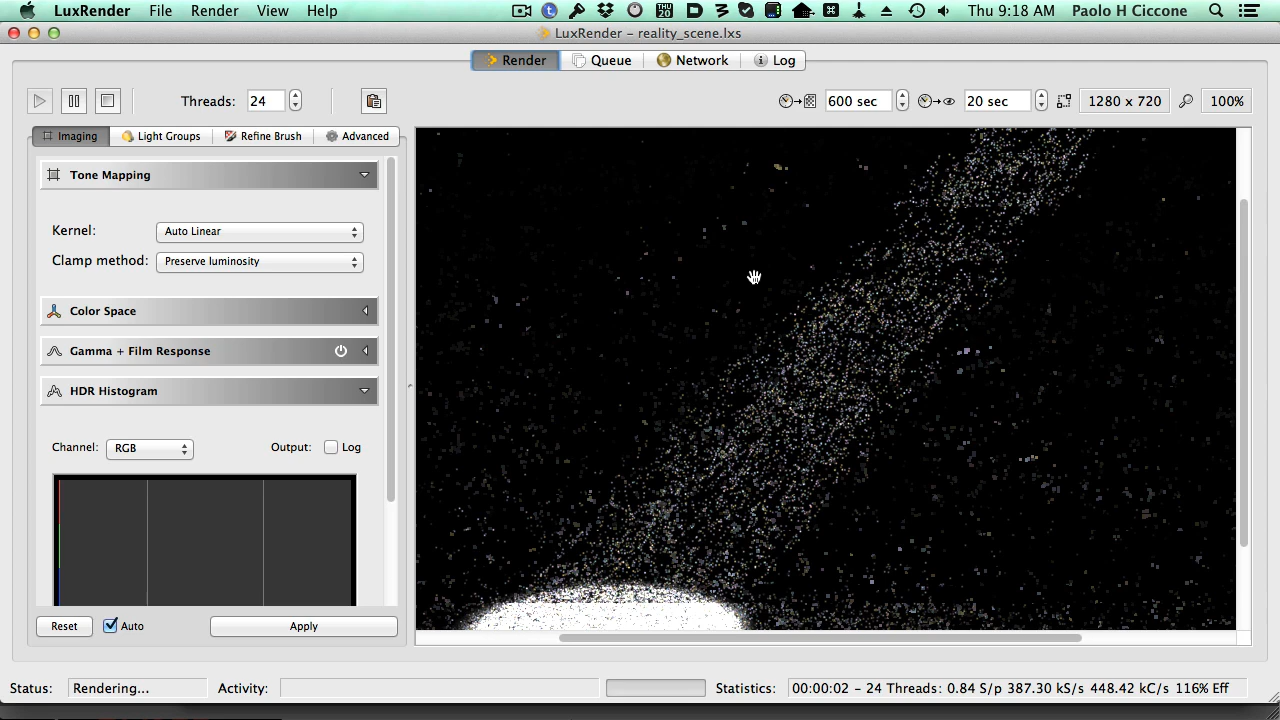 LuxRender File Render View Help THU 20 Thu 9:18 AM Paolo H Ciccone
LuxRender – reality_scene.lxs
Render Queue Network Log
Threads: 24 600 sec 20 sec 1280 x 720 100%
Imaging Light Groups Refine Brush Advanced
Tone Mapping
Kernel: Auto Linear
Clamp method: Preserve luminosity
Color Space
Gamma + Film Response
HDR Histogram
Channel: RGB Output: Log
Reset Auto Apply
Status: Rendering... Activity: Statistics: 00:00:02 – 24 Threads: 0.84 S/p 387.30 kS/s 448.42 kC/s 116% Eff